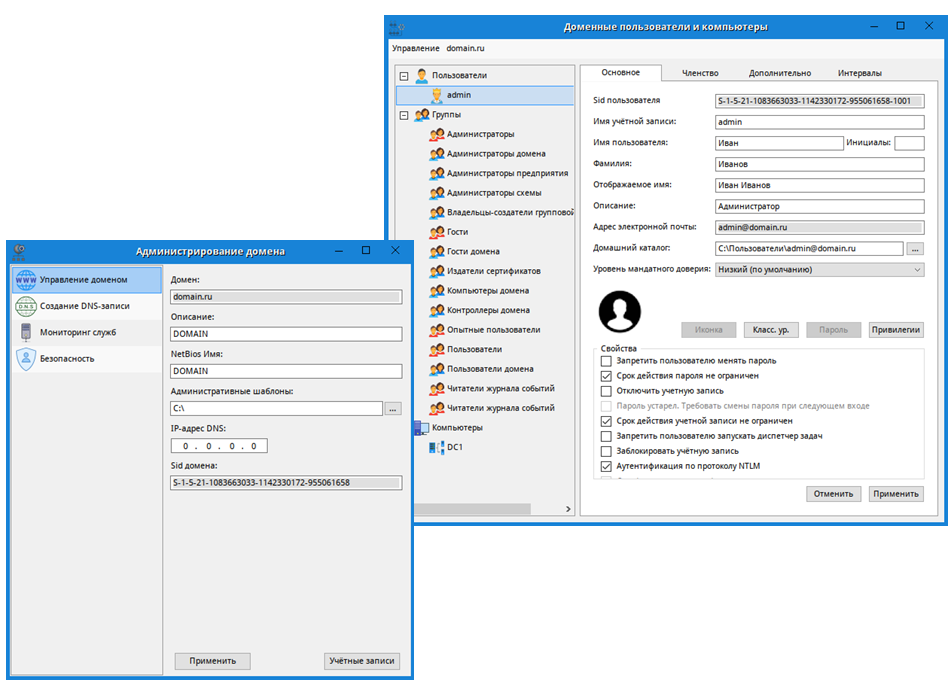 Доменные пользователи и компьютеры
Управление domain.ru
Пользователи
admin
Группы
Администраторы
Администраторы домена
Администраторы предприятия
Администраторы схемы
Владельцы-создатели групповой
Гости
Гости домена
Издатели сертификатов
Компьютеры домена
Контроллеры домена
Опытные пользователи
Пользователи
Пользователи домена
Читатели журнала событий
Читатели журнала событий
Компьютеры
DC1
Основное Членство Дополнительно Интервалы
Sid пользователя S-1-5-21-1083663033-1142330172-955061658-1001
Имя учётной записи: admin
Имя пользователя: Иван Инициалы:
Фамилия: Иванов
Отображаемое имя: Иван Иванов
Описание: Администратор
Адрес электронной почты: admin@domain.ru
Домашний каталог: C:\Пользователи\admin@domain.ru ...
Уровень мандатного доверия: Низкий (по умолчанию)
Иконка Класс. ур. Пароль Привилегии
Свойства
Запретить пользователю менять пароль
Срок действия пароля не ограничен
Отключить учетную запись
Пароль устарел. Требовать смены пароля при следующем входе
Срок действия учетной записи не ограничен
Запретить пользователю запускать диспетчер задач
Заблокировать учётную запись
Аутентификация по протоколу NTLM
Отменить Применить
Администрирование домена
WWW Управление доменом
D.N.S Создание DNS-записи
Мониторинг служб
Безопасность
Домен:
domain.ru
Описание:
DOMAIN
NetBios Имя:
DOMAIN
Административные шаблоны:
C:\ ...
IP-адрес DNS:
0 . 0 . 0 . 0
Sid домена:
S-1-5-21-1083663033-1142330172-955061658
Применить Учётные записи